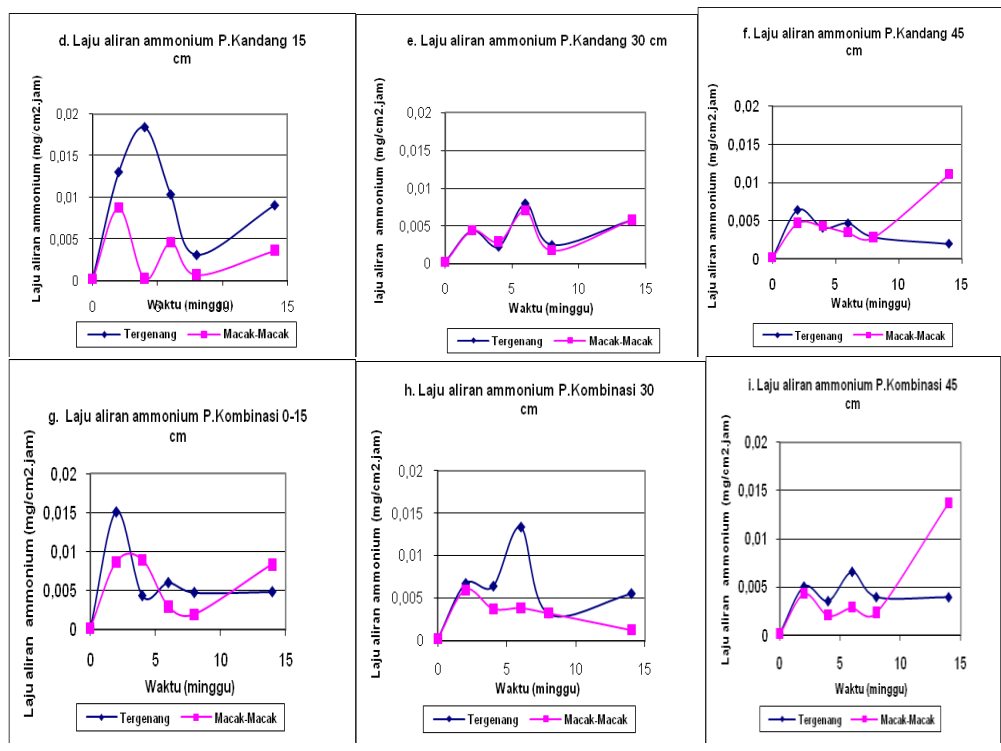 d. Laju aliran ammonium P.Kandang 15
cm
Laju aliran ammonium (mg/cm2.jam)
0,02
0,015
0,01
0,005
0
0 5 10 15
Waktu (minggu)
Tergenang Macak-Macak
e. Laju aliran ammonium P.Kandang 30 cm
laju aliran ammonium (mg/cm2.jam)
0,02
0,015
0,01
0,005
0
0 5 10 15
Waktu (minggu)
Tergenang Macak-Macak
f. Laju aliran ammonium P.Kandang 45
cm
Laju aliran ammonium (mg/cm2.jam)
0,02
0,015
0,01
0,005
0
0 5 10 15
Waktu (minggu)
Tergenang Macak-Macak
g. Laju aliran ammonium P.Kombinasi 0-15
cm
Laju aliran ammonium (mg/cm2.jam)
0,02
0,015
0,01
0,005
0
0 5 10 15
Waktu (minggu)
Tergenang Macak-Macak
h. Laju aliran ammonium P.Kombinasi 30
cm
Laju aliran ammonium (mg/cm2.jam)
0,02
0,015
0,01
0,005
0
0 5 10 15
Waktu (minggu)
Tergenang Macak-Macak
i. Laju aliran ammonium P.Kombinasi 45
cm
Laju aliran ammonium (mg/cm2.jam)
0,02
0,015
0,01
0,005
0
0 5 10 15
Waktu (minggu)
Tergenang Macak-Macak